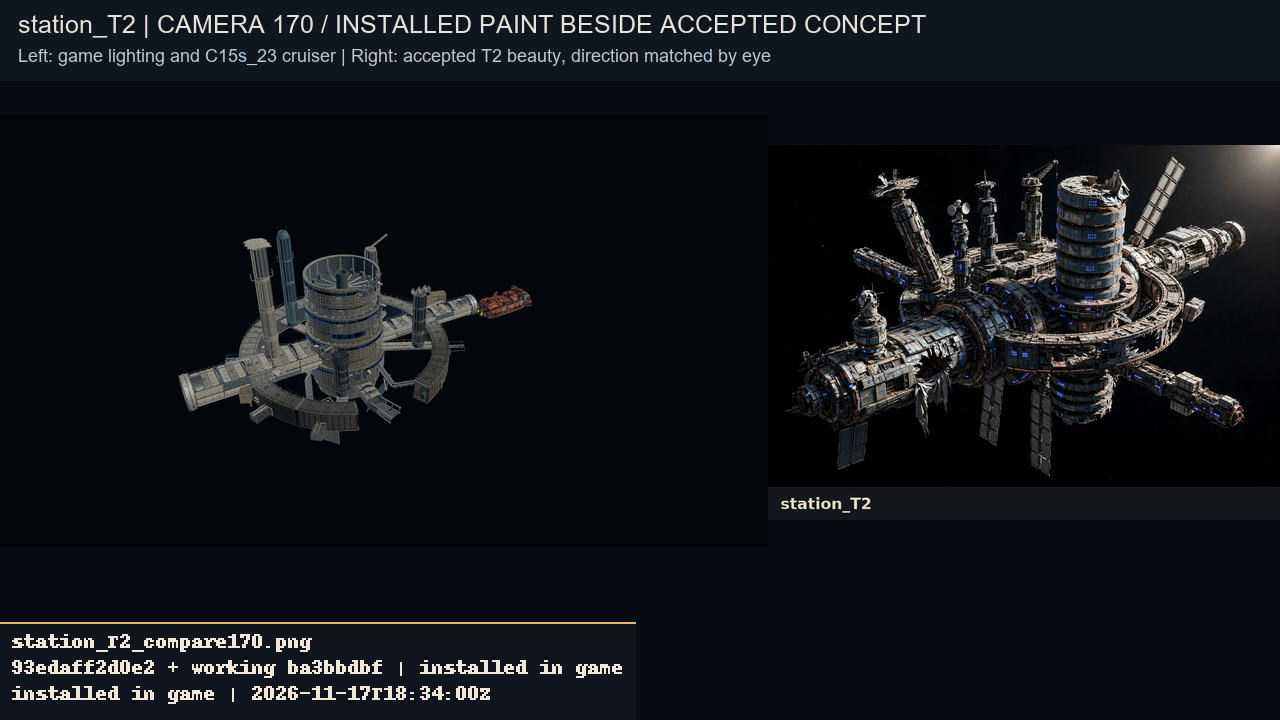 station_T2 | CAMERA 170 / INSTALLED PAINT BESIDE ACCEPTED CONCEPT
Left: game lighting and C15s_23 cruiser | Right: accepted T2 beauty, direction matched by eye
station_T2
station_T2_compare170.png
93edaff2d0e2 + working ba3bbdbf | installed in game
installed in game | 2026-11-17T18:34:00Z